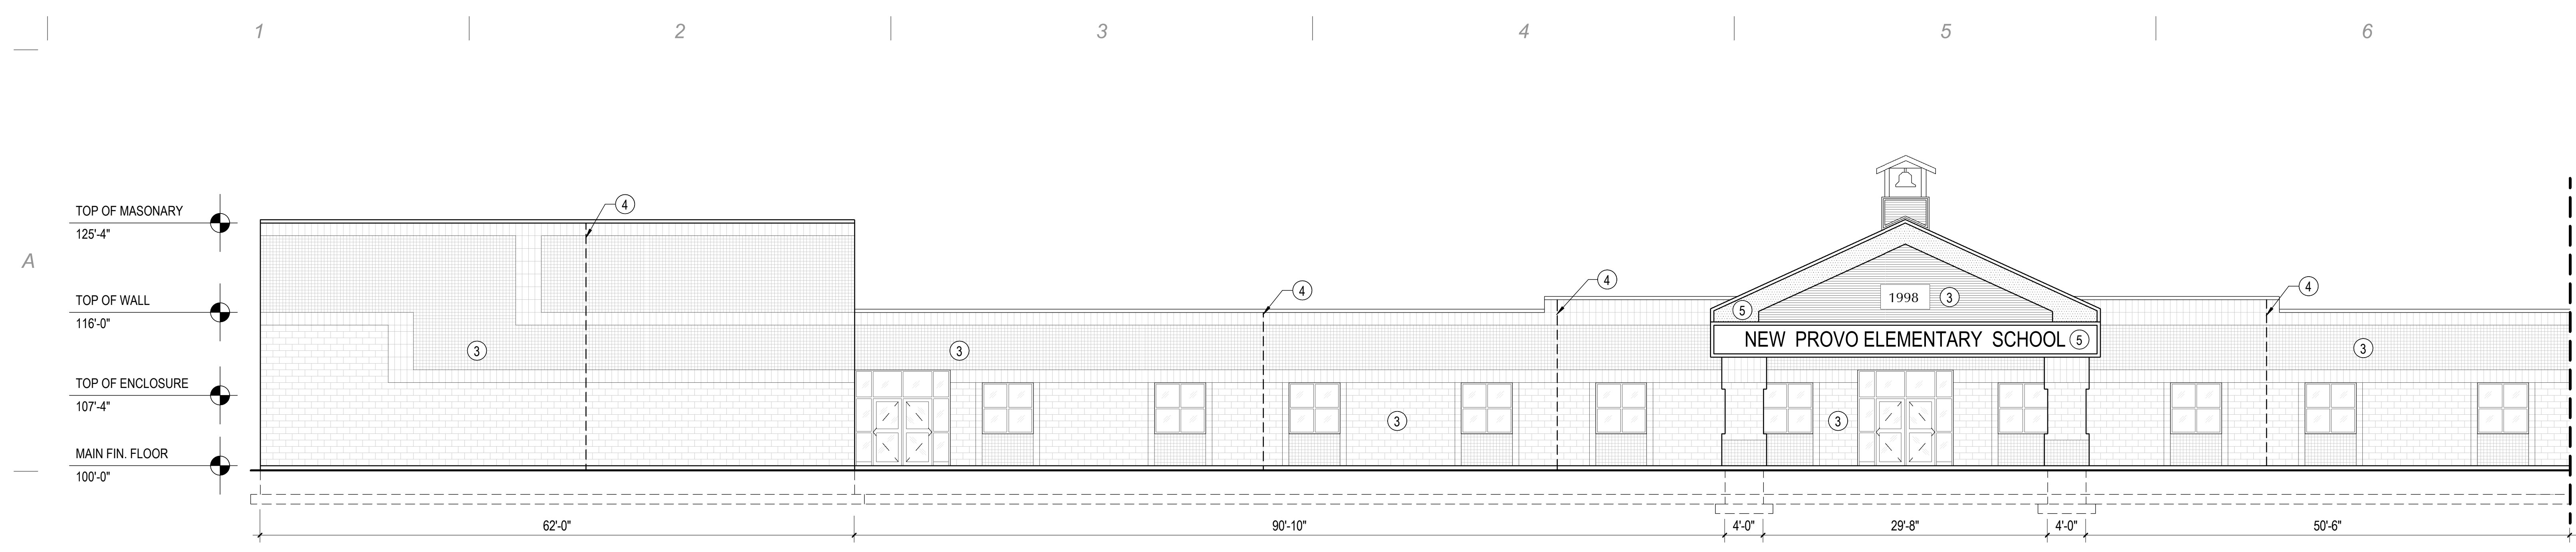 1 2 3 4 5 6
A
4
TOP OF MASONARY
125'-4"
4
4
4
TOP OF WALL
116'-0"
1998
3
5
NEW PROVO ELEMENTARY SCHOOL 5
3
3
3
TOP OF ENCLOSURE
107'-4"
3
3
MAIN FIN. FLOOR
100'-0"
62'-0" 90'-10" 4'-0" 29'-8" 4'-0" 50'-6"